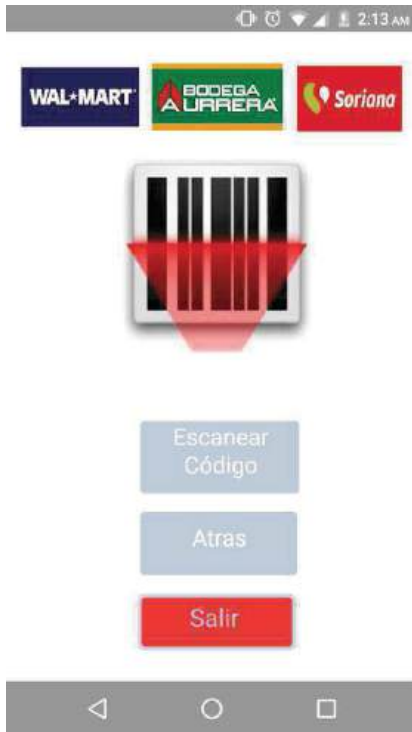 2:13 AM
WAL★MART
BODEGA
AURRERA
Soriana
Escanear
Código
Atras
Salir